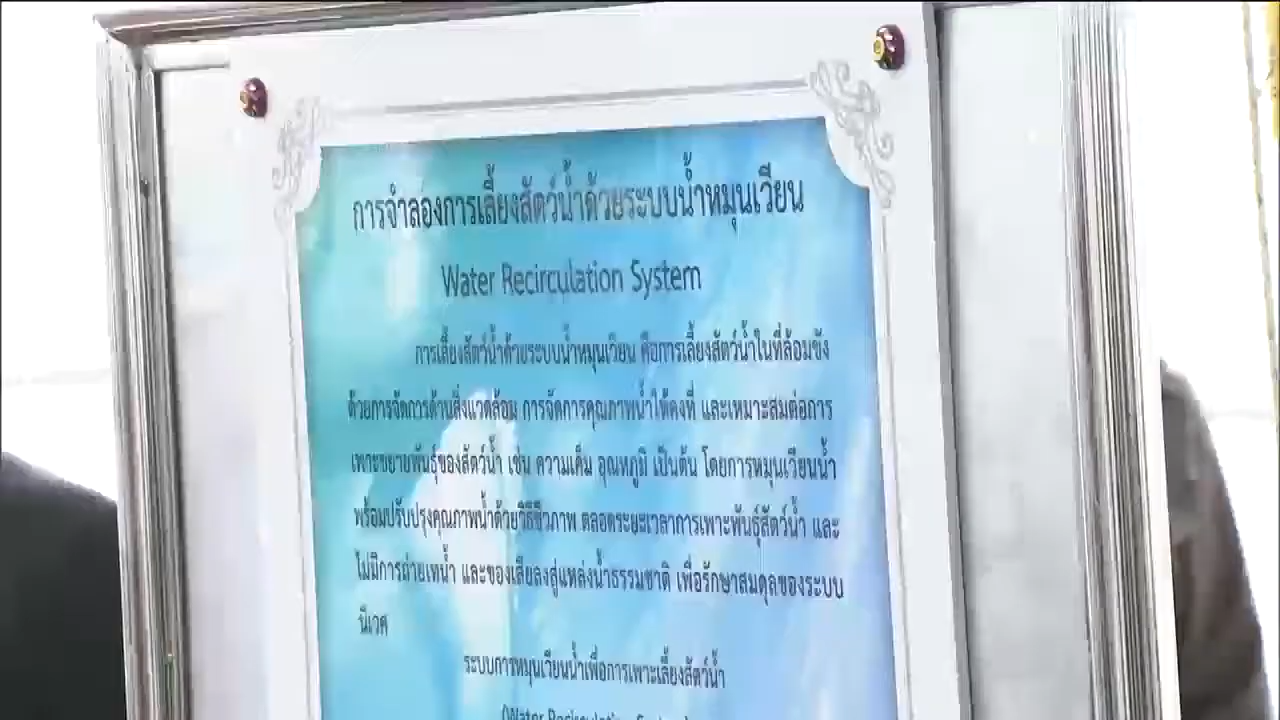 การจำลองการเลี้ยงสัตว์น้ำด้วยระบบน้ำหมุนเวียน
Water Recirculation System
การเลี้ยงสัตว์น้ำด้วยระบบน้ำหมุนเวียน คือการเลี้ยงสัตว์น้ำในที่ล้อมขัง
ด้วยการจัดการด้านสิ่งแวดล้อม การจัดการคุณภาพน้ำให้คงที่ และเหมาะสมต่อการ
เพาะขยายพันธุ์ของสัตว์น้ำ เช่น ความเค็ม อุณหภูมิ เป็นต้น โดยการหมุนเวียนน้ำ
พร้อมปรับปรุงคุณภาพน้ำด้วยวิธีชีวภาพ ตลอดระยะเวลาการเพาะพันธุ์สัตว์น้ำ และ
ไม่มีการถ่ายเทน้ำ และของเสียลงสู่แหล่งน้ำธรรมชาติ เพื่อรักษาสมดุลของระบบ
นิเวศ
ระบบการหมุนเวียนน้ำเพื่อการเพาะเลี้ยงสัตว์น้ำ
(Water Recirculation System)